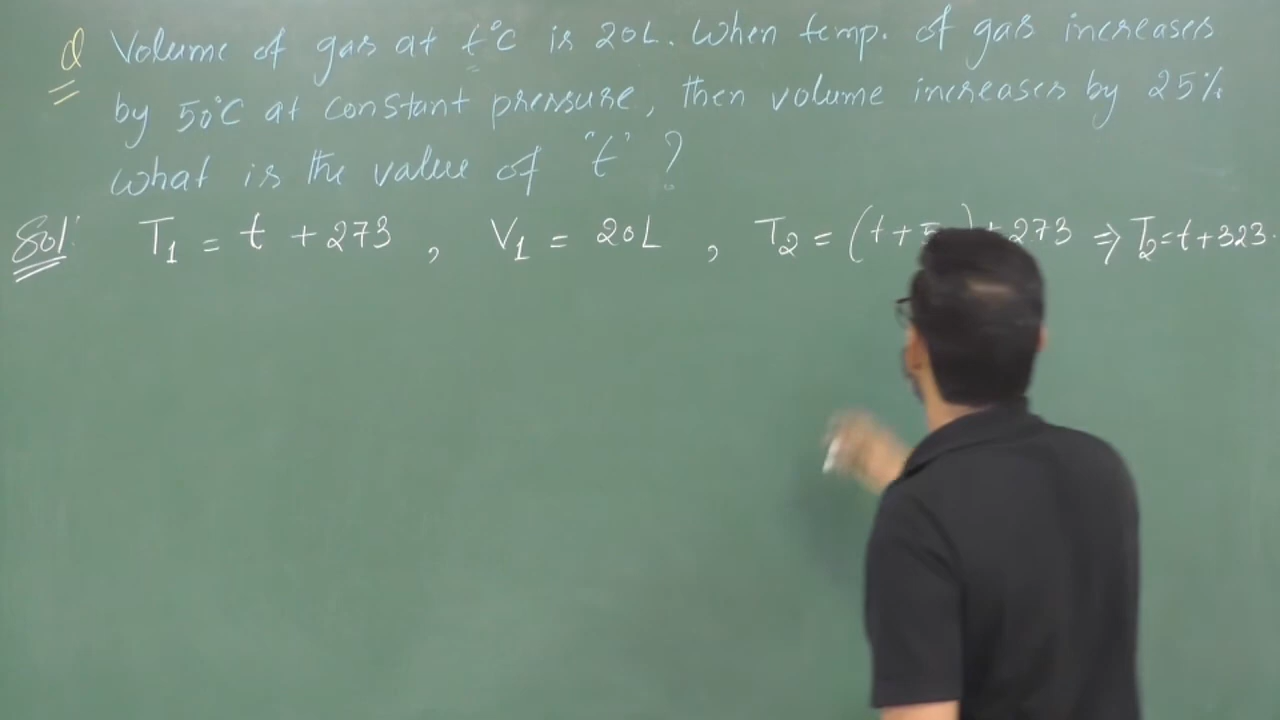 Q Volume of gas at t°C is 20L. When temp. of gas increases
by 50°C at constant pressure, then volume increases by 25%
what is the value of "t" ?
Sol: T₁ = t + 273 , V₁ = 20L , T₂ = (t+5 ) + 273 ⇒ T₂=t+323.